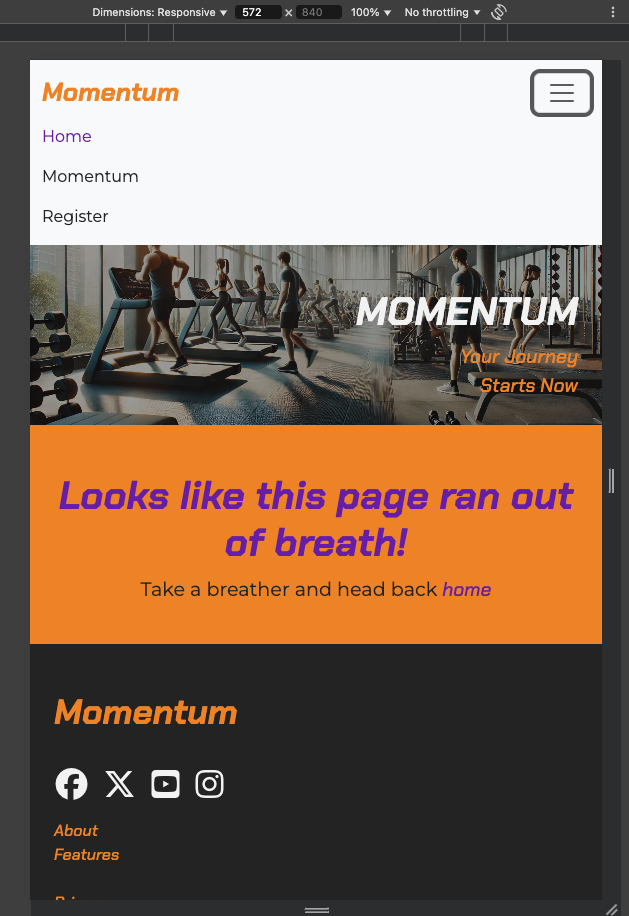 Dimensions: Responsive 572 × 840 100% No throttling
Momentum
Home
Momentum
Register
MOMENTUM
Your Journey
Starts Now
Looks like this page ran out
of breath!
Take a breather and head back home
Momentum
About
Features